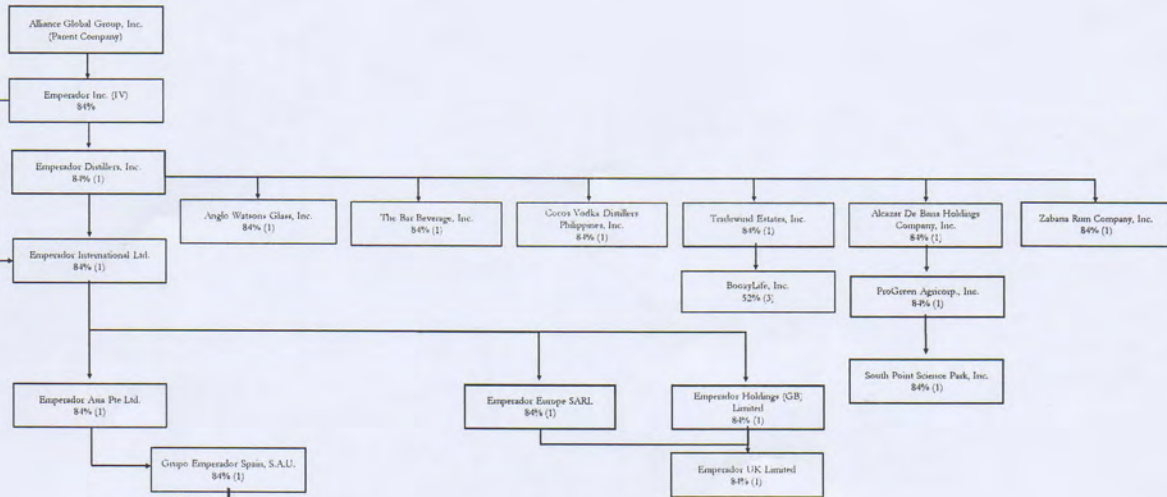 Alliance Global Group, Inc.
(Parent Company)
Emperador Inc. (IV)
84%
Emperador Distillers, Inc.
84% (1)
Anglo Watsons Glass, Inc.
84% (1)
The Bar Beverage, Inc.
84% (1)
Cocos Vodka Distillers
Philippines, Inc.
84% (1)
Tradewind Estates, Inc.
84% (1)
Alcazar De Bana Holdings
Company, Inc.
84% (1)
Zabana Rum Company, Inc.
84% (1)
Emperador International Ltd.
84% (1)
BoozyLife, Inc.
52% (3)
ProGreen Agricorp., Inc.
84% (1)
South Point Science Park, Inc.
84% (1)
Emperador Asia Pte Ltd.
84% (1)
Emperador Europe SARL
84% (1)
Emperador Holdings (GB)
Limited
84% (1)
Grupo Emperador Spain, S.A.U.
84% (1)
Emperador UK Limited
84% (1)